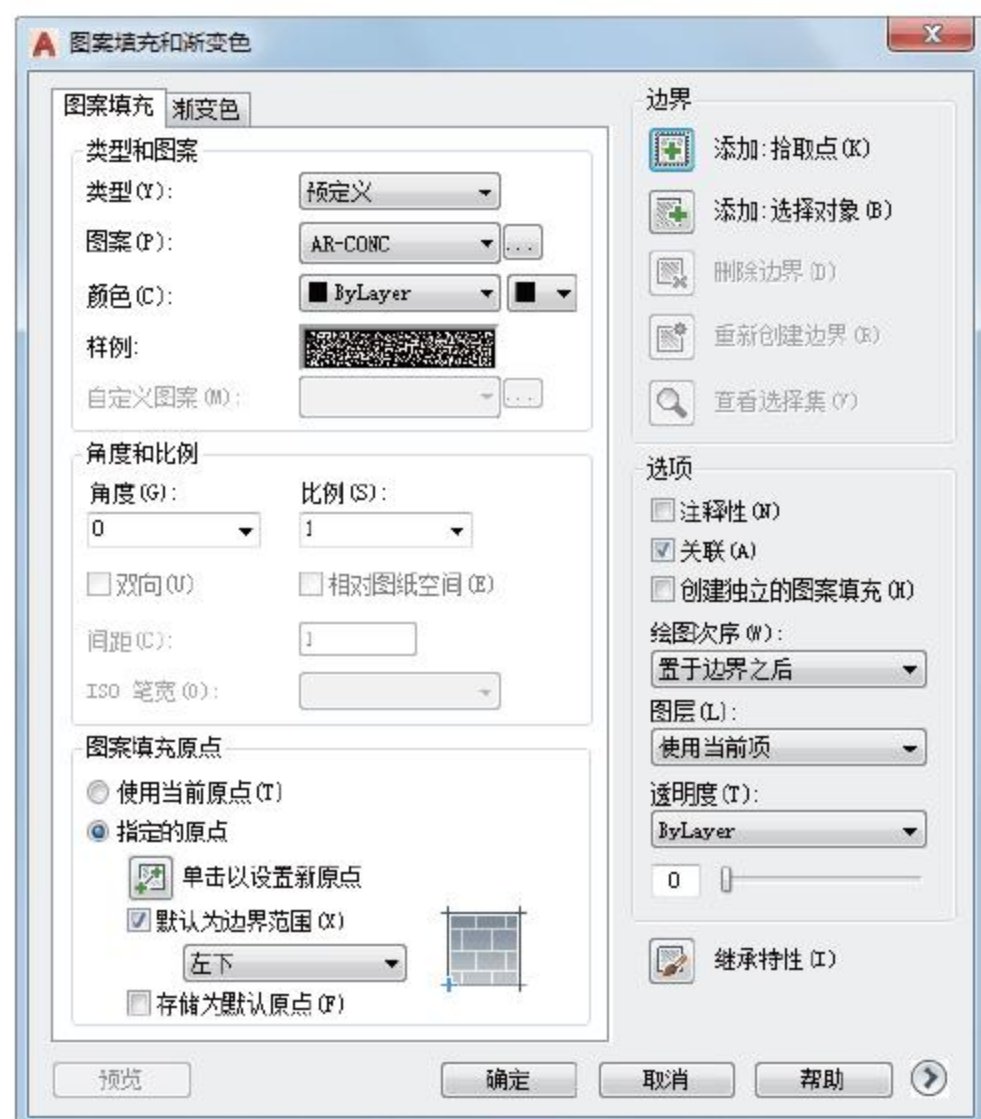 图案填充和渐变色
图案填充
渐变色
类型和图案
类型(Y):
预定义
图案(P):
AR-CONC
...
颜色(C):
ByLayer
样例:
自定义图案(M):
...
角度和比例
角度(G):
比例(S):
0
1
双向(U)
相对图纸空间(E)
间距(C):
1
ISO 笔宽(O):
图案填充原点
使用当前原点(T)
指定的原点
单击以设置新原点
默认为边界范围(X)
左下
存储为默认原点(F)
边界
添加:拾取点(K)
添加:选择对象(B)
删除边界(D)
重新创建边界(R)
查看选择集(V)
选项
注释性(N)
关联(A)
创建独立的图案填充(H)
绘图次序(W):
置于边界之后
图层(L):
使用当前项
透明度(T):
ByLayer
0
继承特性(I)
预览
确定
取消
帮助